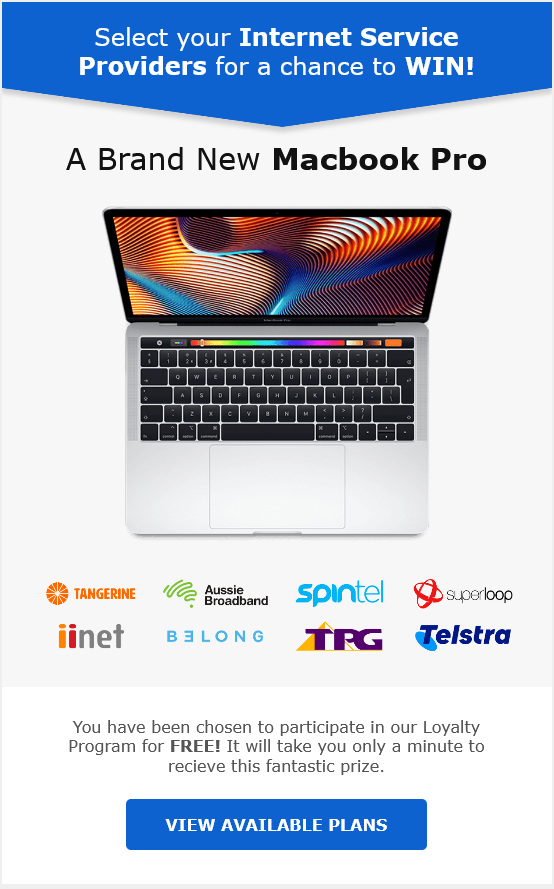 Select your Internet Service
Providers for a chance to WIN!
A Brand New Macbook Pro
TANGERINE
Aussie
Broadband
spintel
superloop
iinet
BELONG
TPG
Telstra
You have been chosen to participate in our Loyalty
Program for FREE! It will take you only a minute to
recieve this fantastic prize.
VIEW AVAILABLE PLANS